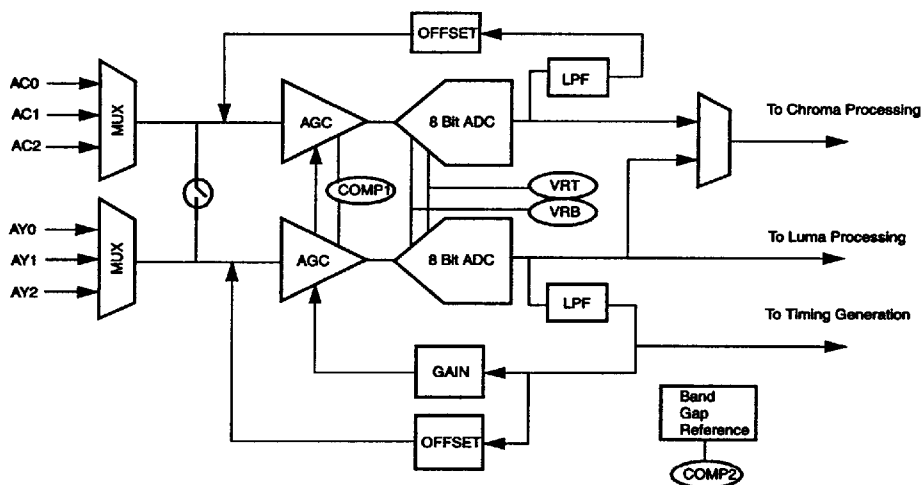 OFFSET
LPF
AC0
AC1
AC2
MUX
AGC
8 Bit ADC
To Chroma Processing
COMP1
VRT
VRB
AY0
AY1
AY2
MUX
AGC
8 Bit ADC
To Luma Processing
LPF
To Timing Generation
GAIN
OFFSET
Band
Gap
Reference
COMP2